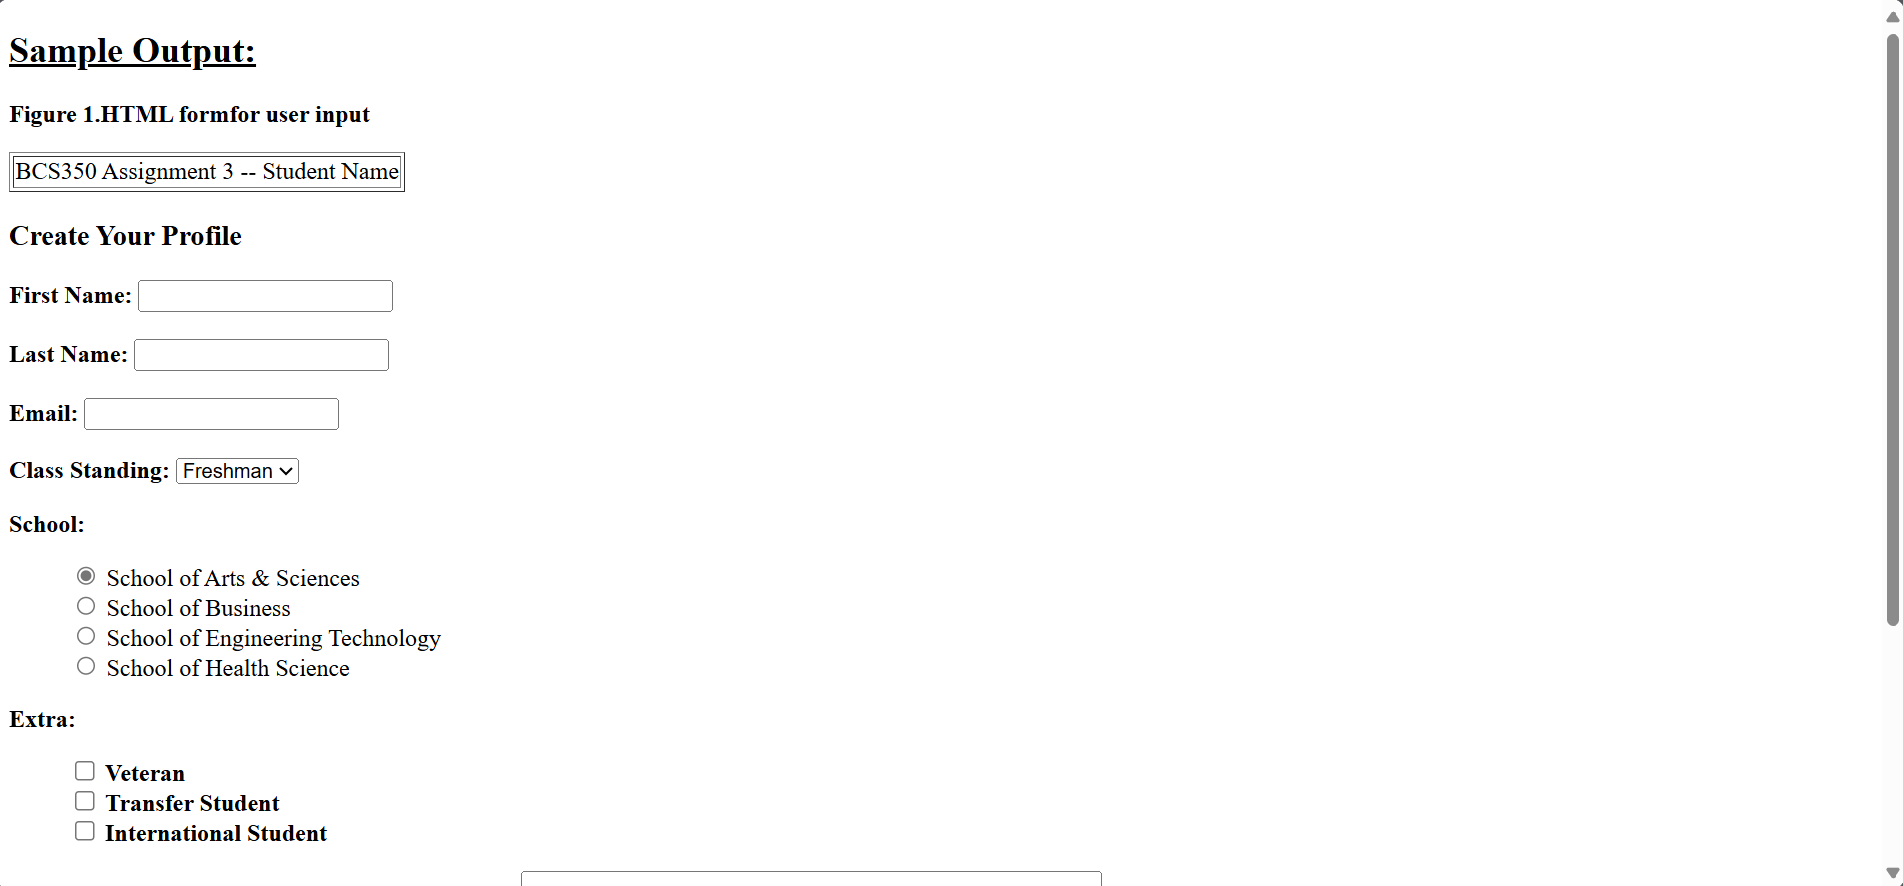 Sample Output:
Figure 1.HTML formfor user input
BCS350 Assignment 3 -- Student Name
Create Your Profile
First Name:
Last Name:
Email:
Class Standing: Freshman
School:
School of Arts & Sciences
School of Business
School of Engineering Technology
School of Health Science
Extra:
Veteran
Transfer Student
International Student